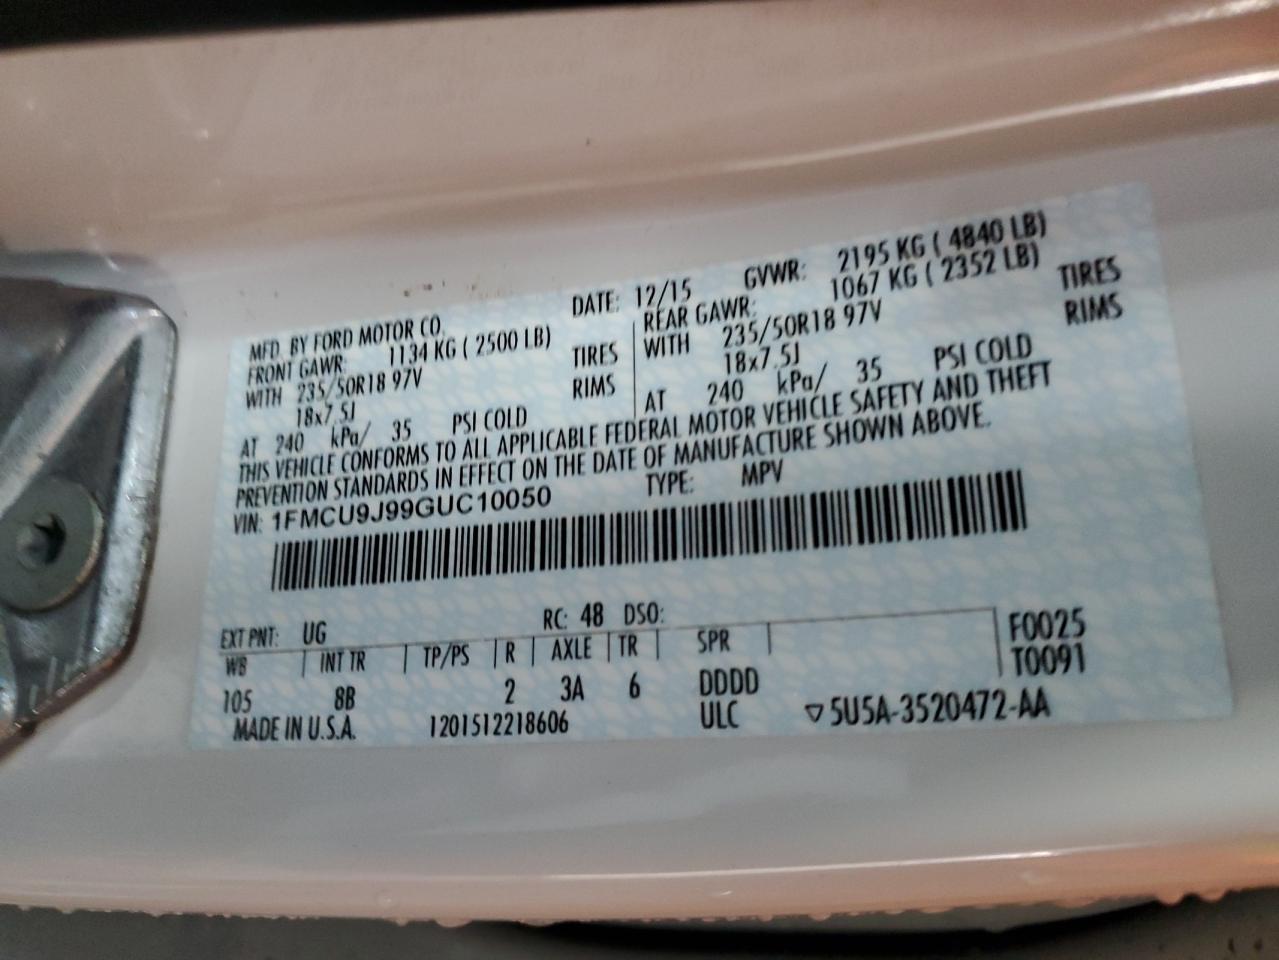 MFD. BY FORD MOTOR CO. DATE: 12/15 GVWR: 2195 KG ( 4840 LB)
FRONT GAWR: 1134 KG ( 2500 LB) REAR GAWR: 1067 KG ( 2352 LB)
WITH 235/50R18 97V TIRES WITH 235/50R18 97V TIRES
18x7.5J RIMS 18x7.5J RIMS
AT 240 kPa/ 35 PSI COLD AT 240 kPa/ 35 PSI COLD
THIS VEHICLE CONFORMS TO ALL APPLICABLE FEDERAL MOTOR VEHICLE SAFETY AND THEFT
PREVENTION STANDARDS IN EFFECT ON THE DATE OF MANUFACTURE SHOWN ABOVE.
VIN: 1FMCU9J99GUC10050 TYPE: MPV
EXT PNT: UG RC: 48 DSO:
WB INT TR TP/PS R AXLE TR SPR F0025
105 8B 2 3A 6 DDDD T0091
MADE IN U.S.A. 1201512218606 ULC ▽5U5A-3520472-AA